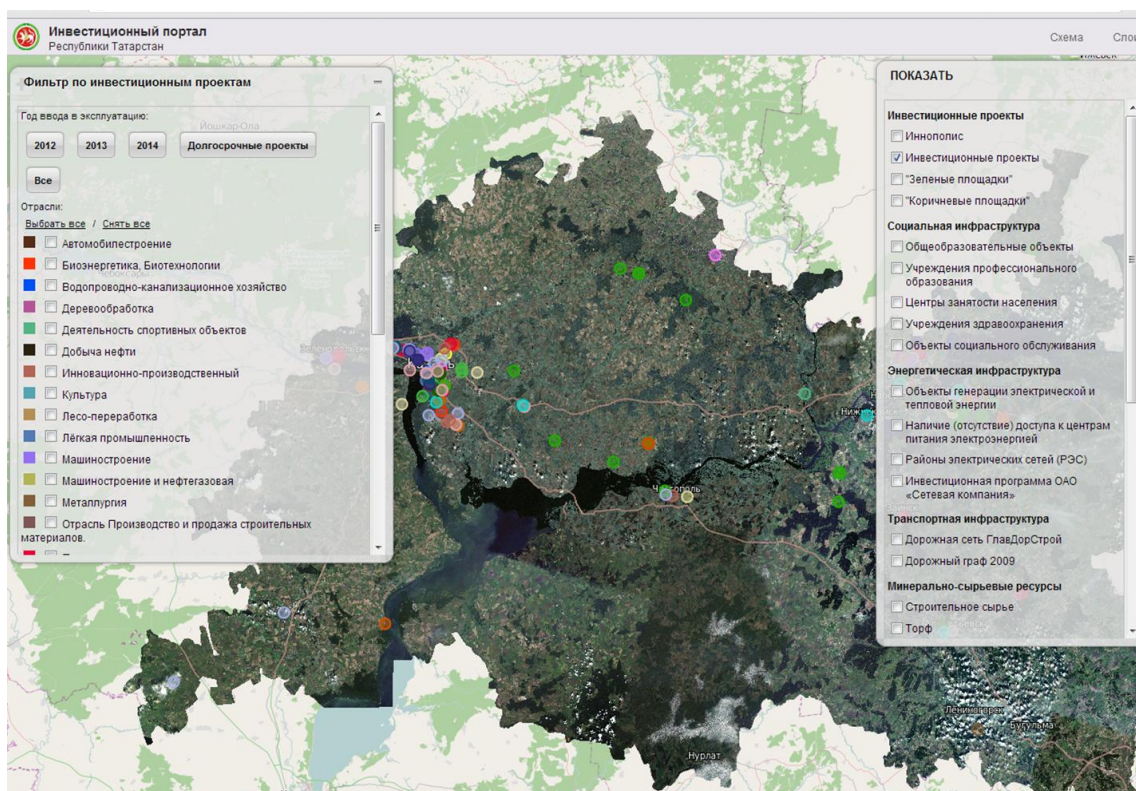 Инвестиционный портал
Республики Татарстан
Схема
Фильтр по инвестиционным проектам
Год ввода в эксплуатацию:
Йошкар-Ола
2012
2013
2014
Долгосрочные проекты
Все
Отрасли:
Выбрать все / Снять все
Автомобилестроение
Биоэнергетика, Биотехнологии
Водопроводно-канализационное хозяйство
Деревообработка
Деятельность спортивных объектов
Добыча нефти
Инновационно-производственный
Культура
Лесо-переработка
Лёгкая промышленность
Машиностроение
Машиностроение и нефтегазовая
Металлургия
Отрасль Производство и продажа строительных
материалов.
ПОКАЗАТЬ
Инвестиционные проекты
Иннополис
Инвестиционные проекты
"Зеленые площадки"
"Коричневые площадки"
Социальная инфраструктура
Общеобразовательные объекты
Учреждения профессионального
образования
Центры занятости населения
Учреждения здравоохранения
Объекты социального обслуживания
Энергетическая инфраструктура
Объекты генерации электрической и
тепловой энергии
Наличие (отсутствие) доступа к центрам
питания электроэнергией
Районы электрических сетей (РЭС)
Инвестиционная программа ОАО
«Сетевая компания»
Транспортная инфраструктура
Дорожная сеть ГлавДорСтрой
Дорожный граф 2009
Минерально-сырьевые ресурсы
Строительное сырье
Торф
Лениногорск
Бугульма
Нурлат